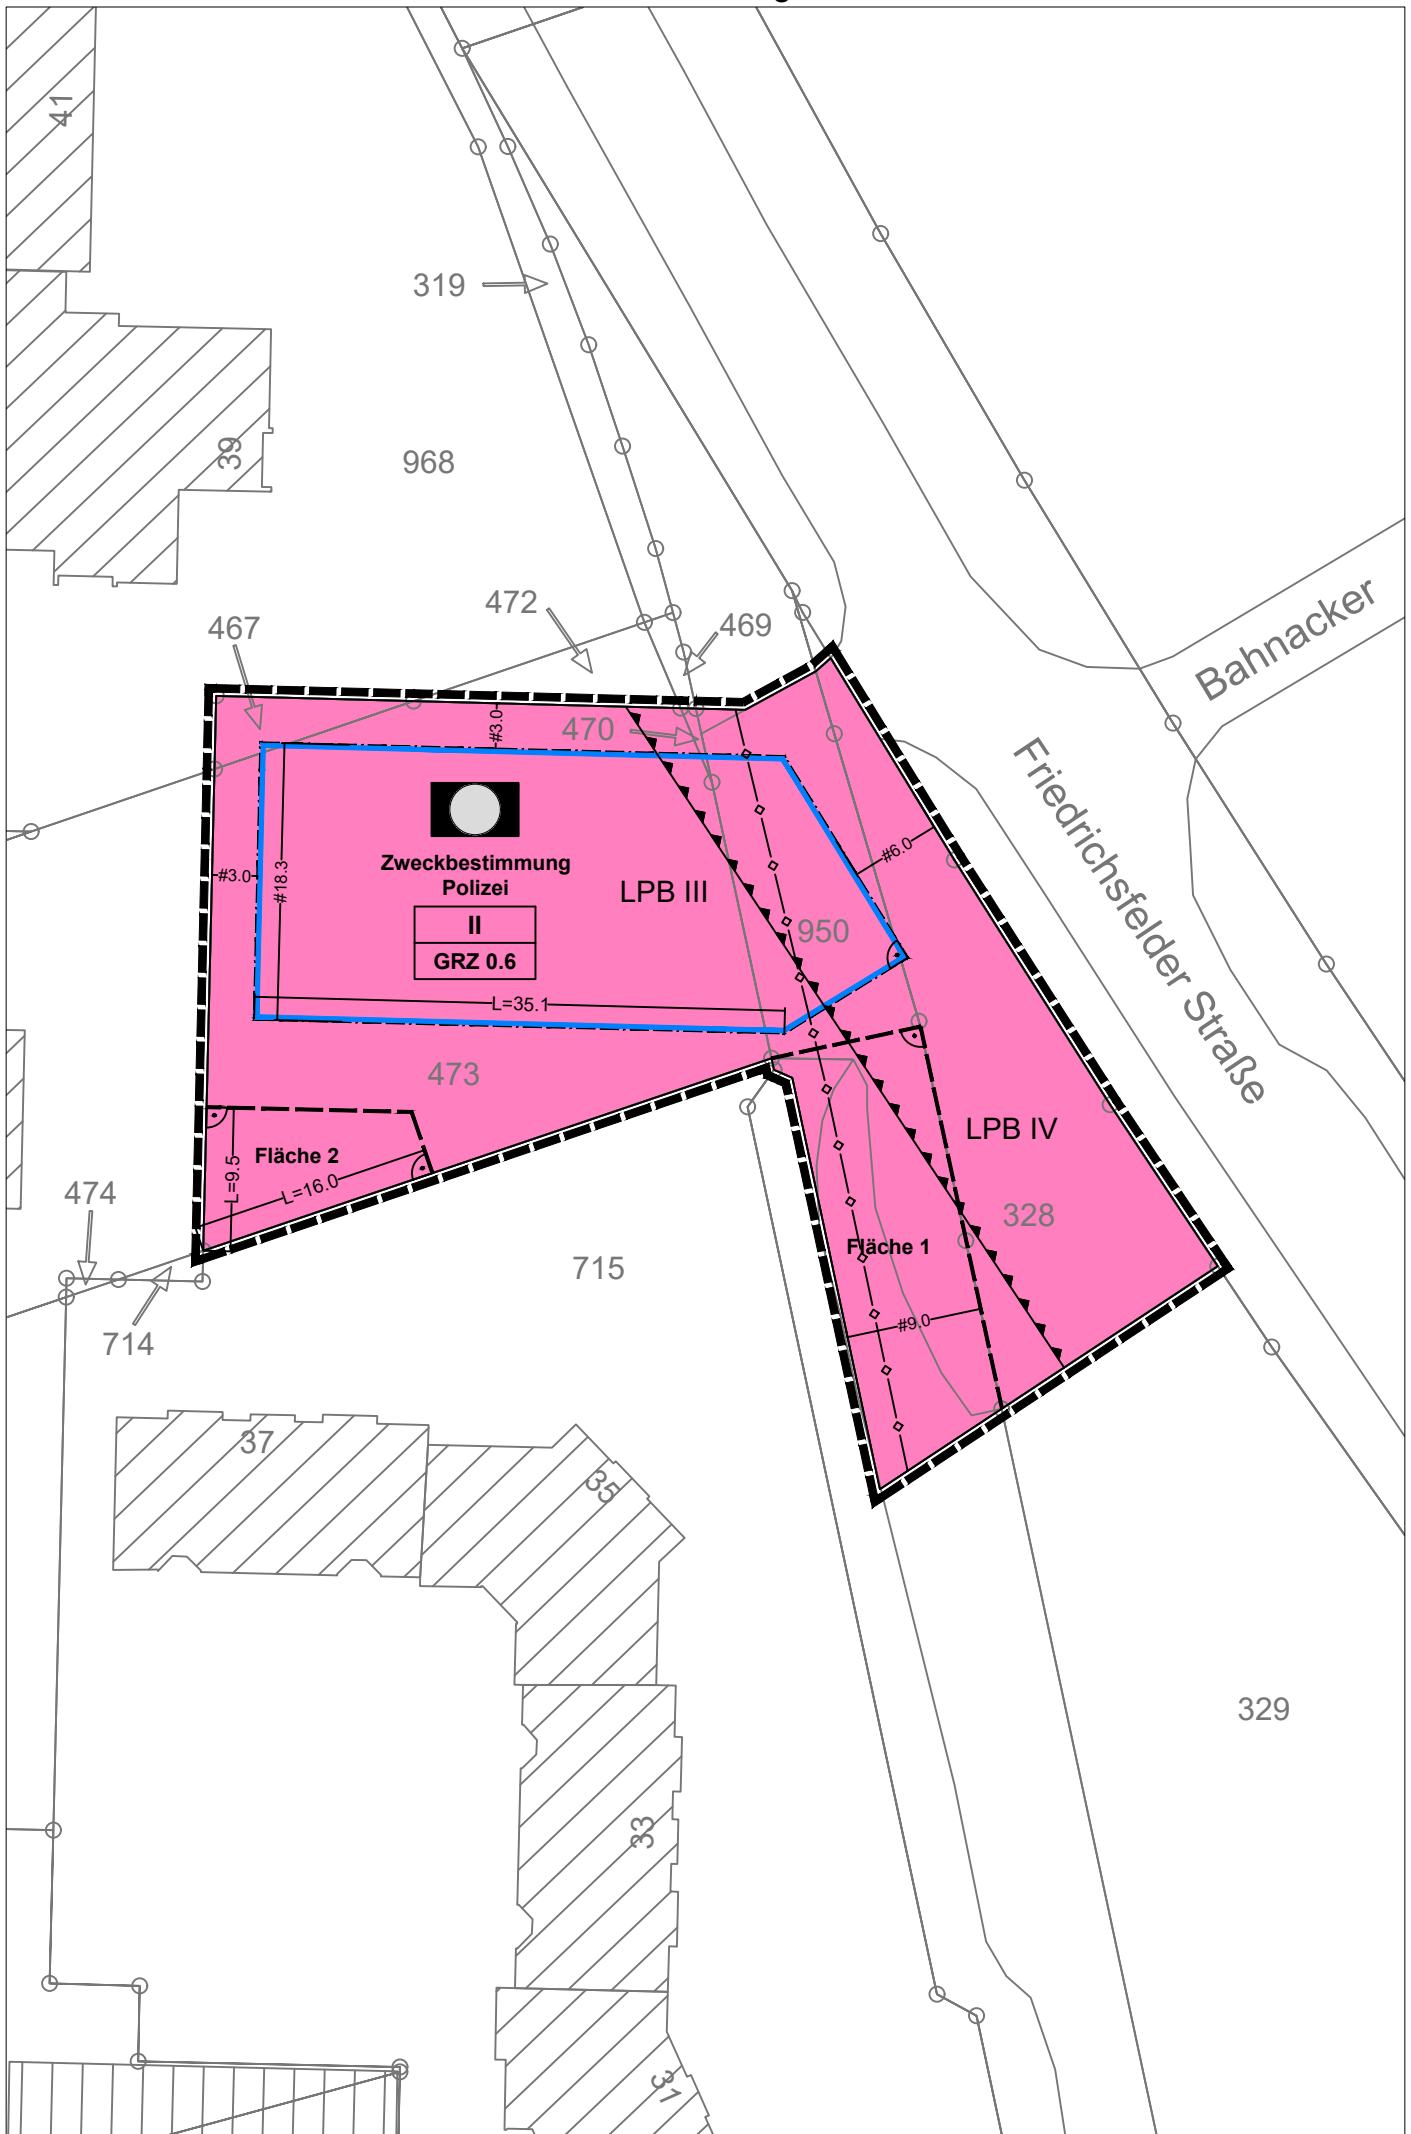 41
319
39
968
472
467
469
Bahnacker
470
#3.0
Friedrichsfelder Straße
#6.0
#3.0
#18.3
Zweckbestimmung
Polizei
LPB III
II
GRZ 0.6
950
L=35.1
473
LPB IV
Fläche 2
L=9.5
L=16.0
474
328
Fläche 1
715
714
#9.0
37
35
329
33
31